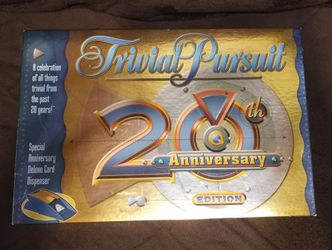 Trivial Pursuit
A celebration
of all things
trivial from
the past
20 years!
20th
Anniversary
EDITION
Special
Anniversary
Deluxe Card
Dispenser